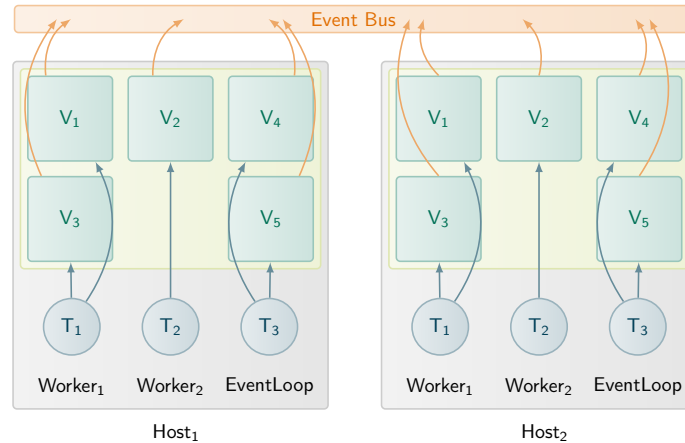 Event Bus
V₁ V₂ V₄ V₁ V₂ V₄
V₃ V₅ V₃ V₅
T₁ T₂ T₃ T₁ T₂ T₃
Worker₁ Worker₂ EventLoop Worker₁ Worker₂ EventLoop
Host₁ Host₂